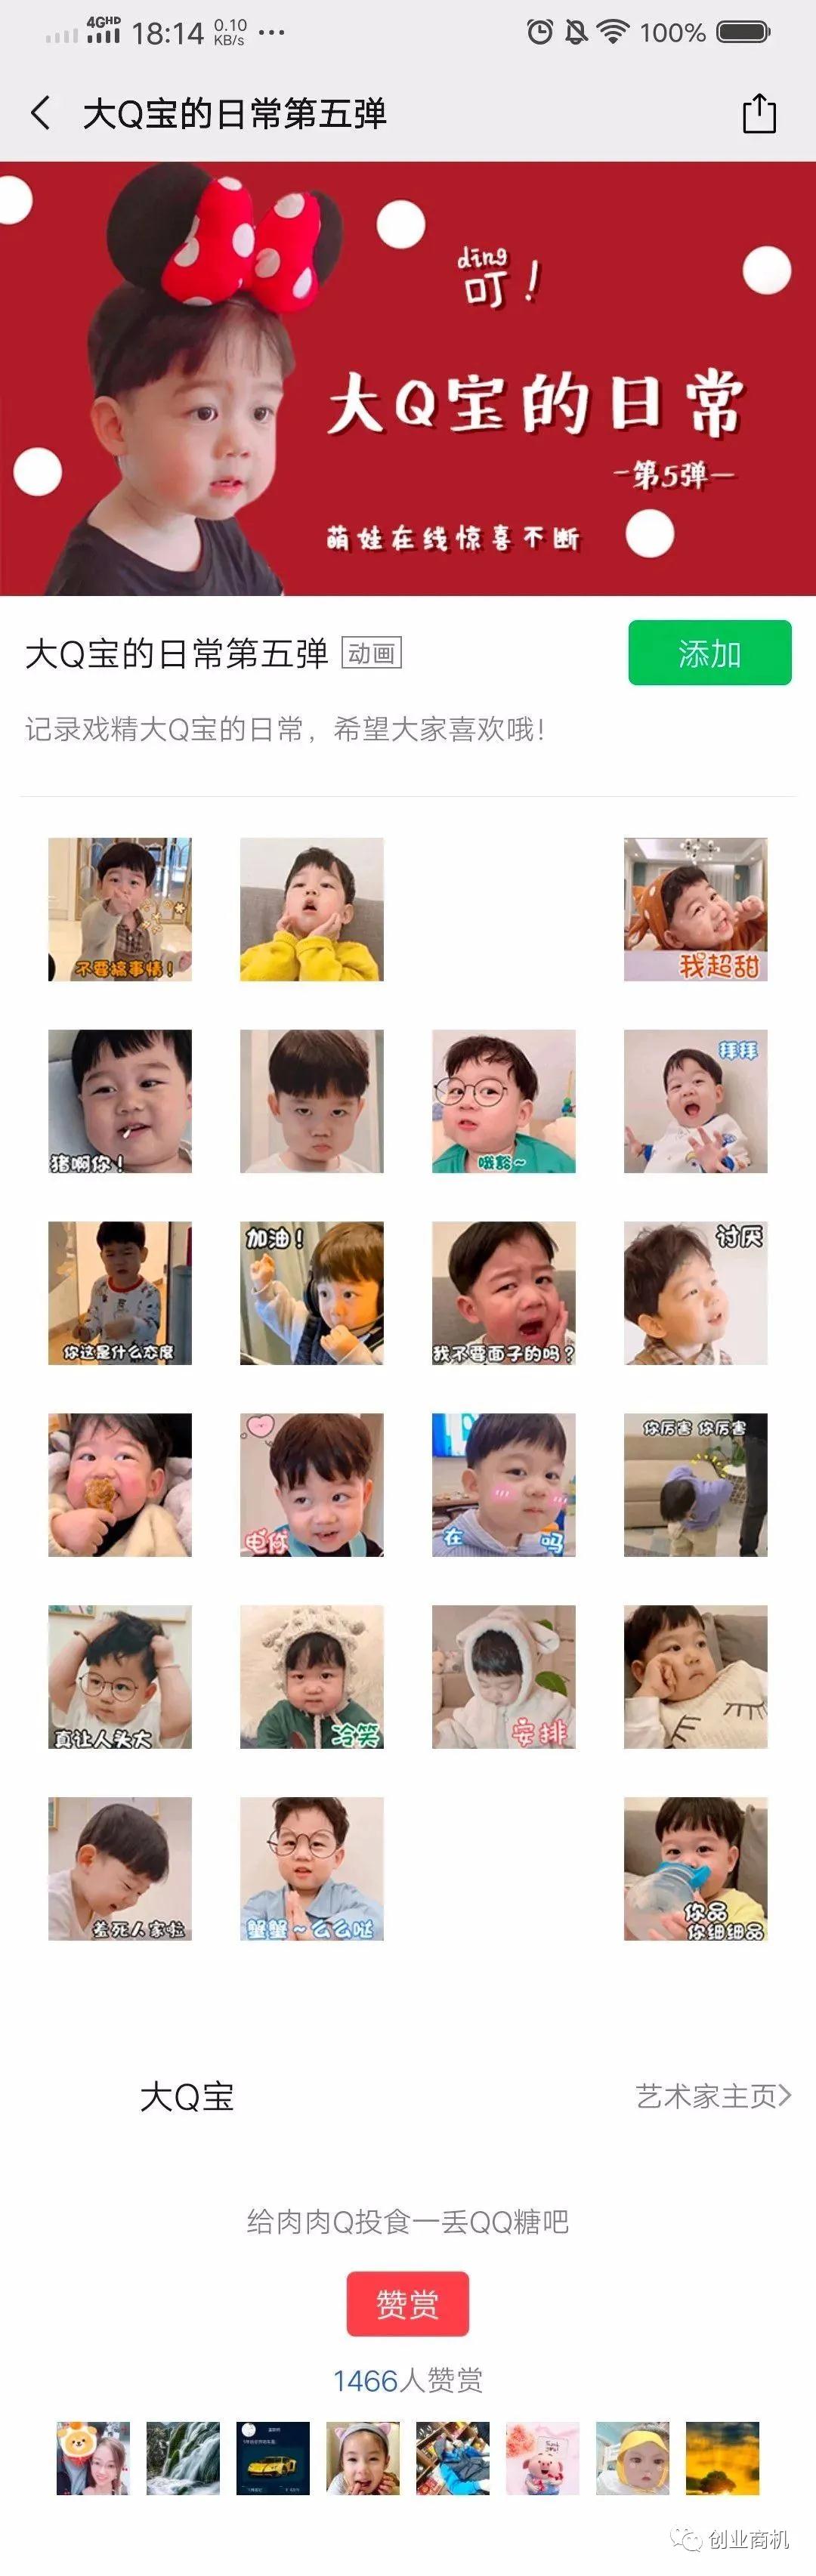 4GHD 18:14 0.10 KB/s ... 100%
大Q宝的日常第五弹
dīng
叮！
大Q宝的日常
-第5弹-
萌娃在线惊喜不断
大Q宝的日常第五弹 动画 添加
记录戏精大Q宝的日常，希望大家喜欢哦！
不要搞事情！
我超甜
猪啊你！
哦豁~
拜拜
你这是什么态度
加油！
我不要面子的吗？
讨厌
电你
在吗
你厉害 你厉害
真让人头大
冷笑
安排
羞死人家啦
蟹蟹~么么哒
你品
你细细品
大Q宝 艺术家主页>
给肉肉Q投食一丢QQ糖吧
赞赏
1466人赞赏
创业商机